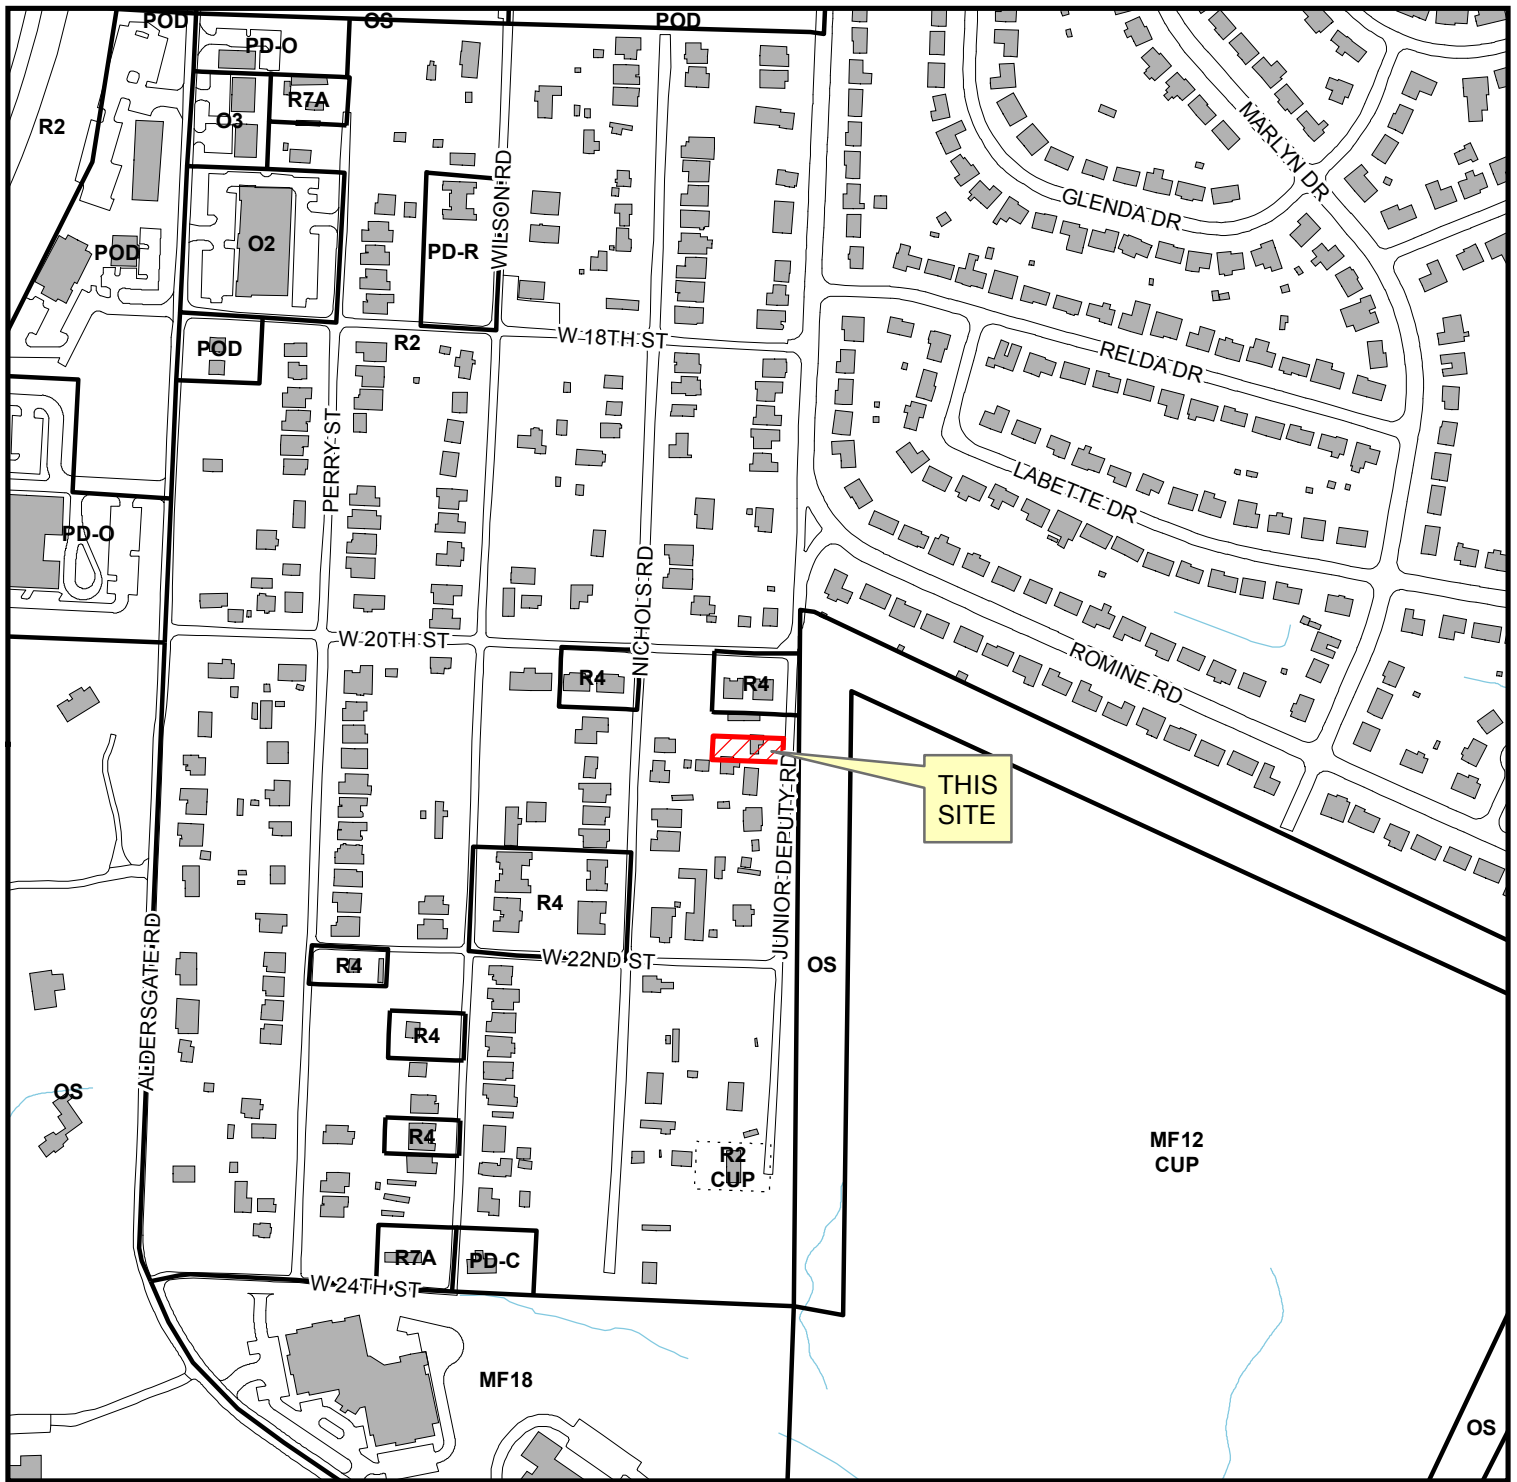 POD
OS
POD
PD-O
R7A
O3
R2
MARLYN DR
GLENDA DR
WILSON RD
O2
POD
PD-R
R2
W 18TH ST
POD
RELDA DR
PERRY ST
LABETTE DR
PD-O
NICHOLS RD
W 20TH ST
ROMINE RD
R4
R4
THIS
SITE
JUNIOR DEPUTY RD
R4
ALDERSGATE RD
W 22ND ST
OS
R4
R4
OS
R4
R2
CUP
MF12
CUP
R7A
PD-C
W 24TH ST
MF18
OS